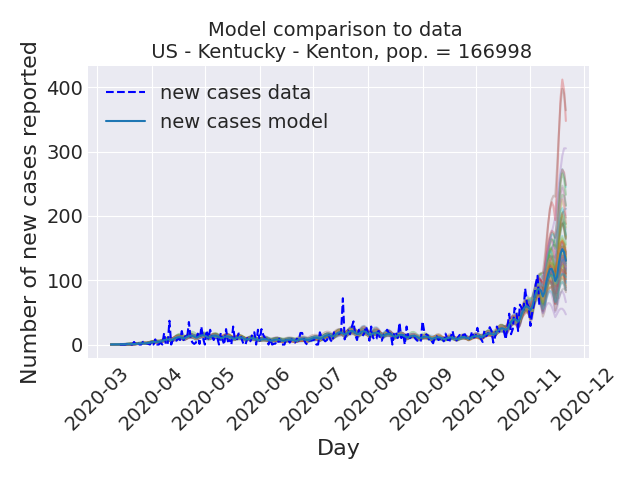 Model comparison to data
US - Kentucky - Kenton, pop. = 166998
Number of new cases reported
400
300
200
100
0
new cases data
new cases model
2020-03
2020-04
2020-05
2020-06
2020-07
2020-08
2020-09
2020-10
2020-11
2020-12
Day